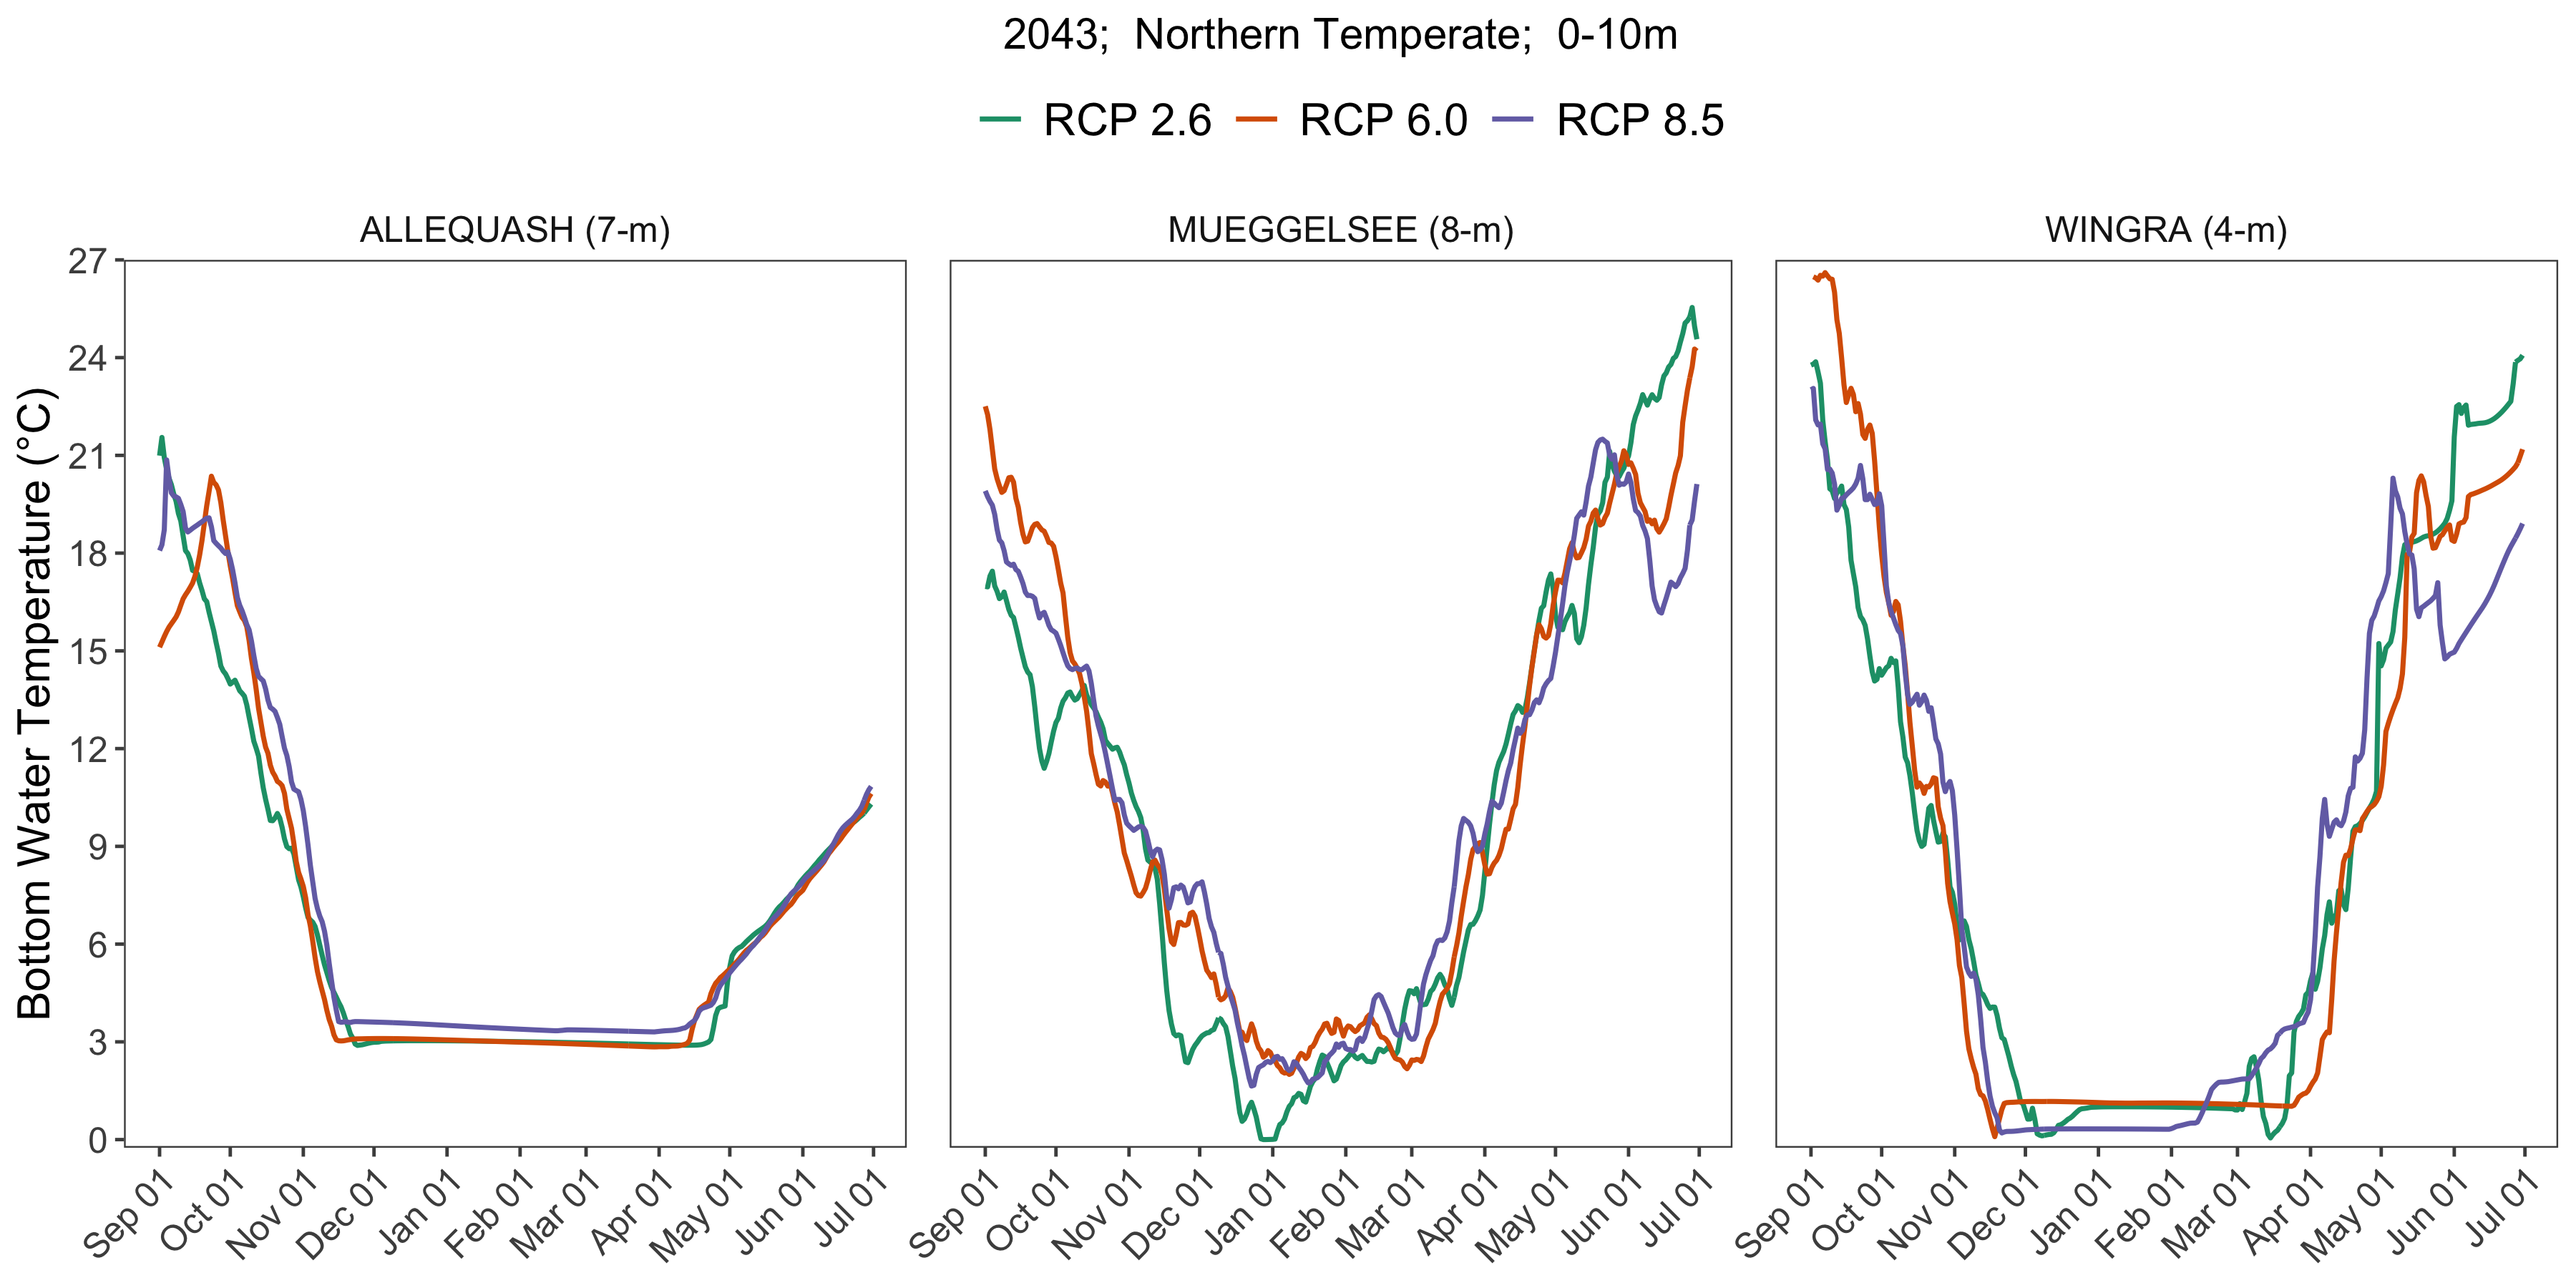 2043;  Northern Temperate;  0-10m
RCP 2.6 RCP 6.0 RCP 8.5
ALLEQUASH (7-m) MUEGGELSEE (8-m) WINGRA (4-m)
Bottom Water Temperature (°C)
27
24
21
18
15
12
9
6
3
0
Sep 01 Oct 01 Nov 01 Dec 01 Jan 01 Feb 01 Mar 01 Apr 01 May 01 Jun 01 Jul 01
Sep 01 Oct 01 Nov 01 Dec 01 Jan 01 Feb 01 Mar 01 Apr 01 May 01 Jun 01 Jul 01
Sep 01 Oct 01 Nov 01 Dec 01 Jan 01 Feb 01 Mar 01 Apr 01 May 01 Jun 01 Jul 01